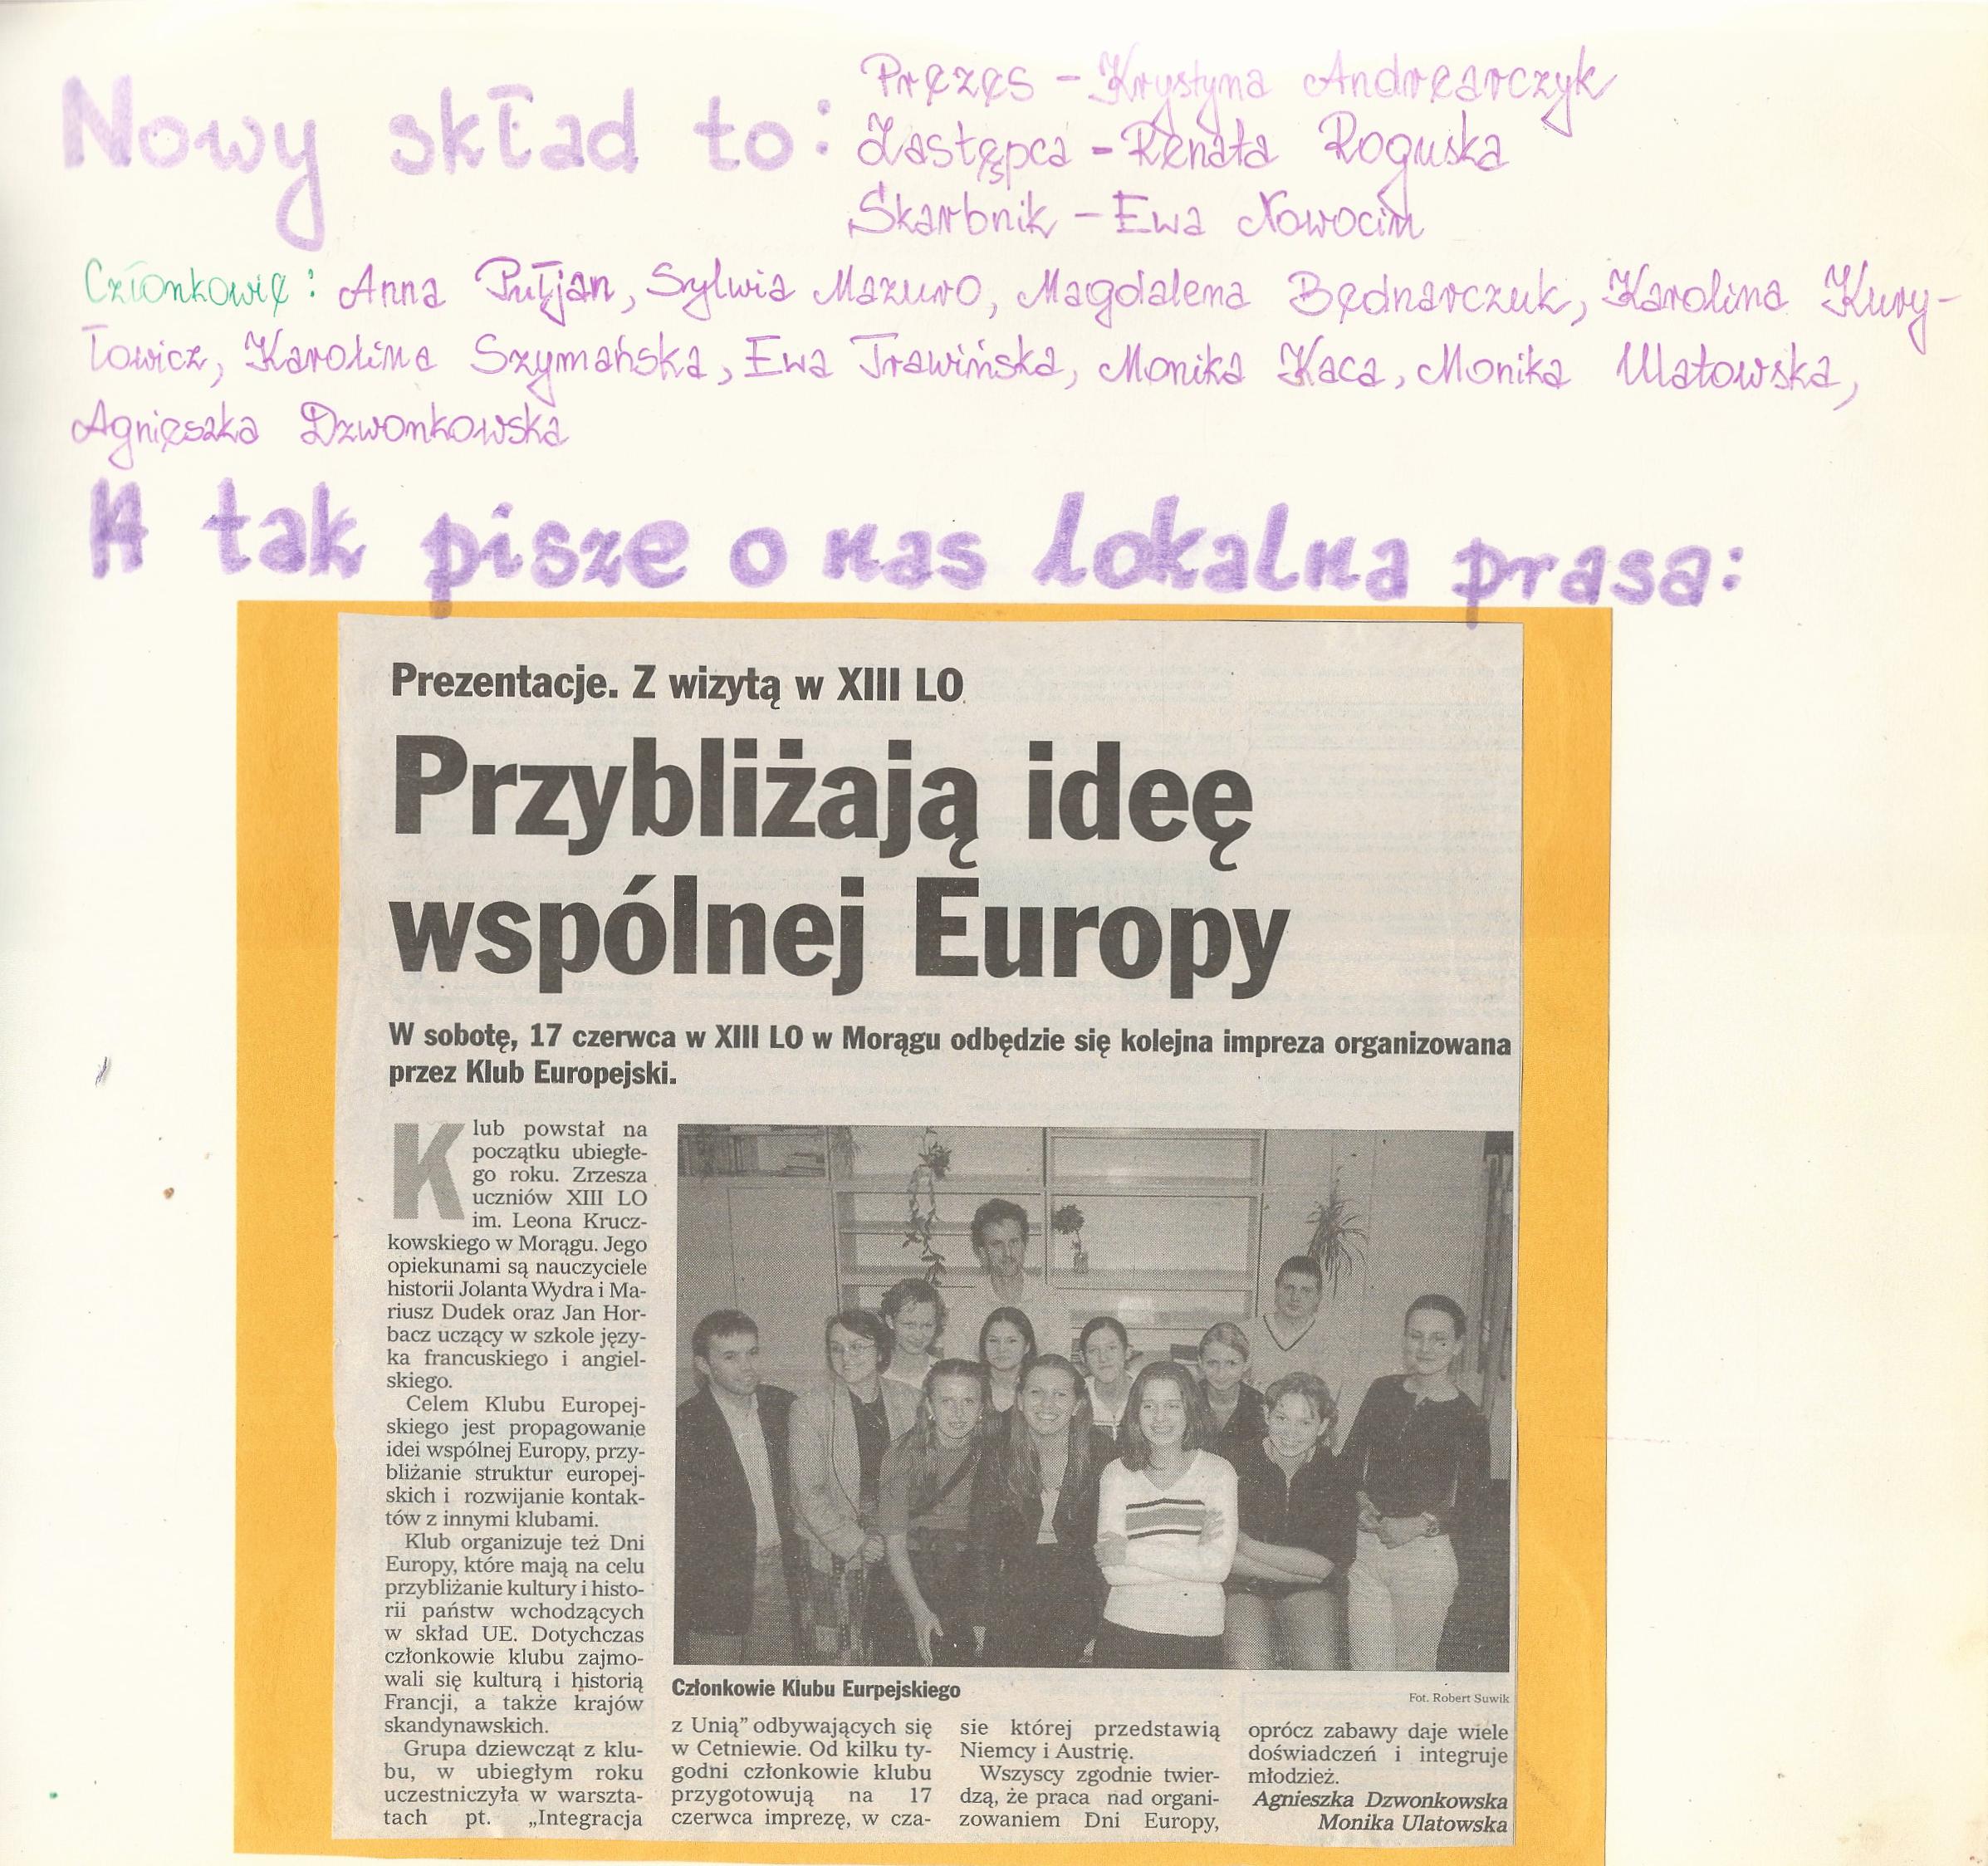 Nowy skład to:
Prezes - Krystyna Andrearczyk
Zastępca - Renata Roguska
Skarbnik - Ewa Nowocin
Członkowie: Anna Pułjan, Sylwia Mazuro, Magdalena Bednarczuk, Karolina Kury-
łowicz, Karolina Szymańska, Ewa Trawińska, Monika Kaca, Monika Ulatowska,
Agnieszka Dzwonkowska
A tak pisze o nas lokalna prasa:
Prezentacje. Z wizytą w XIII LO
Przybliżają ideę
wspólnej Europy
W sobotę, 17 czerwca w XIII LO w Morągu odbędzie się kolejna impreza organizowana
przez Klub Europejski.
Klub powstał na
początku ubiegłe-
go roku. Zrzesza
uczniów XIII LO
im. Leona Krucz-
kowskiego w Morągu. Jego
opiekunami są nauczyciele
historii Jolanta Wydra i Ma-
riusz Dudek oraz Jan Hor-
bacz uczący w szkole języ-
ka francuskiego i angiel-
skiego.
Celem Klubu Europej-
skiego jest propagowanie
idei wspólnej Europy, przy-
bliżanie struktur europej-
skich i rozwijanie kontak-
tów z innymi klubami.
Klub organizuje też Dni
Europy, które mają na celu
przybliżanie kultury i histo-
rii państw wchodzących
w skład UE. Dotychczas
członkowie klubu zajmo-
wali się kulturą i historią
Francji, a także krajów
skandynawskich.
Grupa dziewcząt z klu-
bu, w ubiegłym roku
uczestniczyła w warszta-
tach pt. „Integracja
Członkowie Klubu Eurpejskiego
Fot. Robert Suwik
z Unią” odbywających się
w Cetniewie. Od kilku ty-
godni członkowie klubu
przygotowują na 17
czerwca imprezę, w cza-
sie której przedstawią
Niemcy i Austrię.
Wszyscy zgodnie twier-
dzą, że praca nad organi-
zowaniem Dni Europy,
oprócz zabawy daje wiele
doświadczeń i integruje
młodzież.
Agnieszka Dzwonkowska
Monika Ulatowska